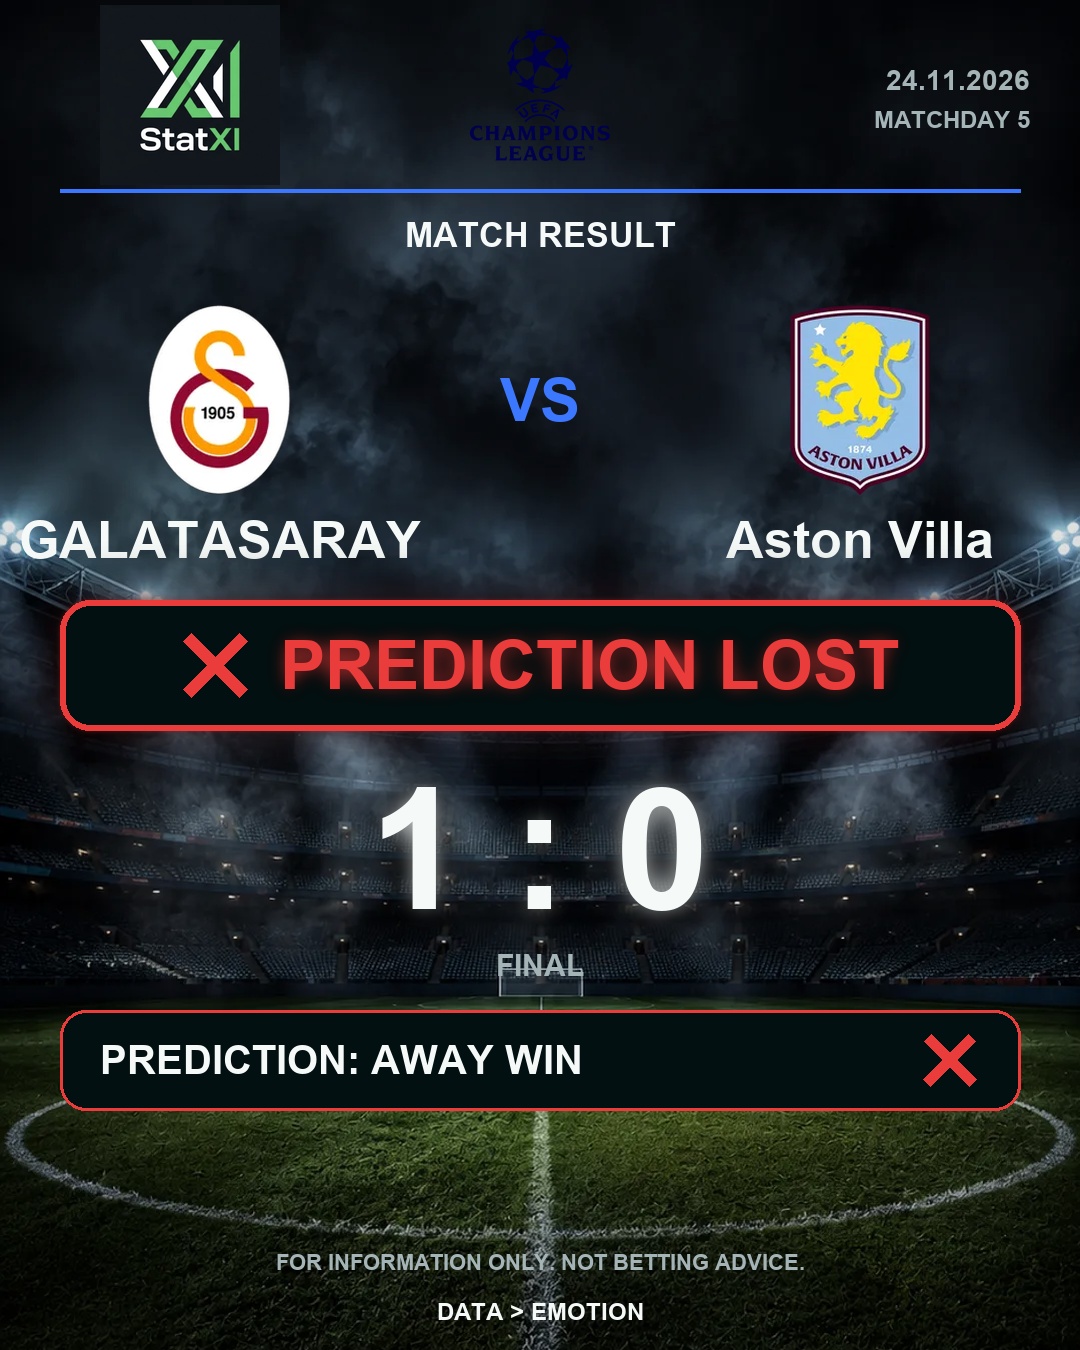 StatXI
UEFA
CHAMPIONS
LEAGUE
24.11.2026
MATCHDAY 5
MATCH RESULT
1905
VS
1874
ASTON VILLA
GALATASARAY
Aston Villa
PREDICTION LOST
1 : 0
FINAL
PREDICTION: AWAY WIN
FOR INFORMATION ONLY. NOT BETTING ADVICE.
DATA > EMOTION